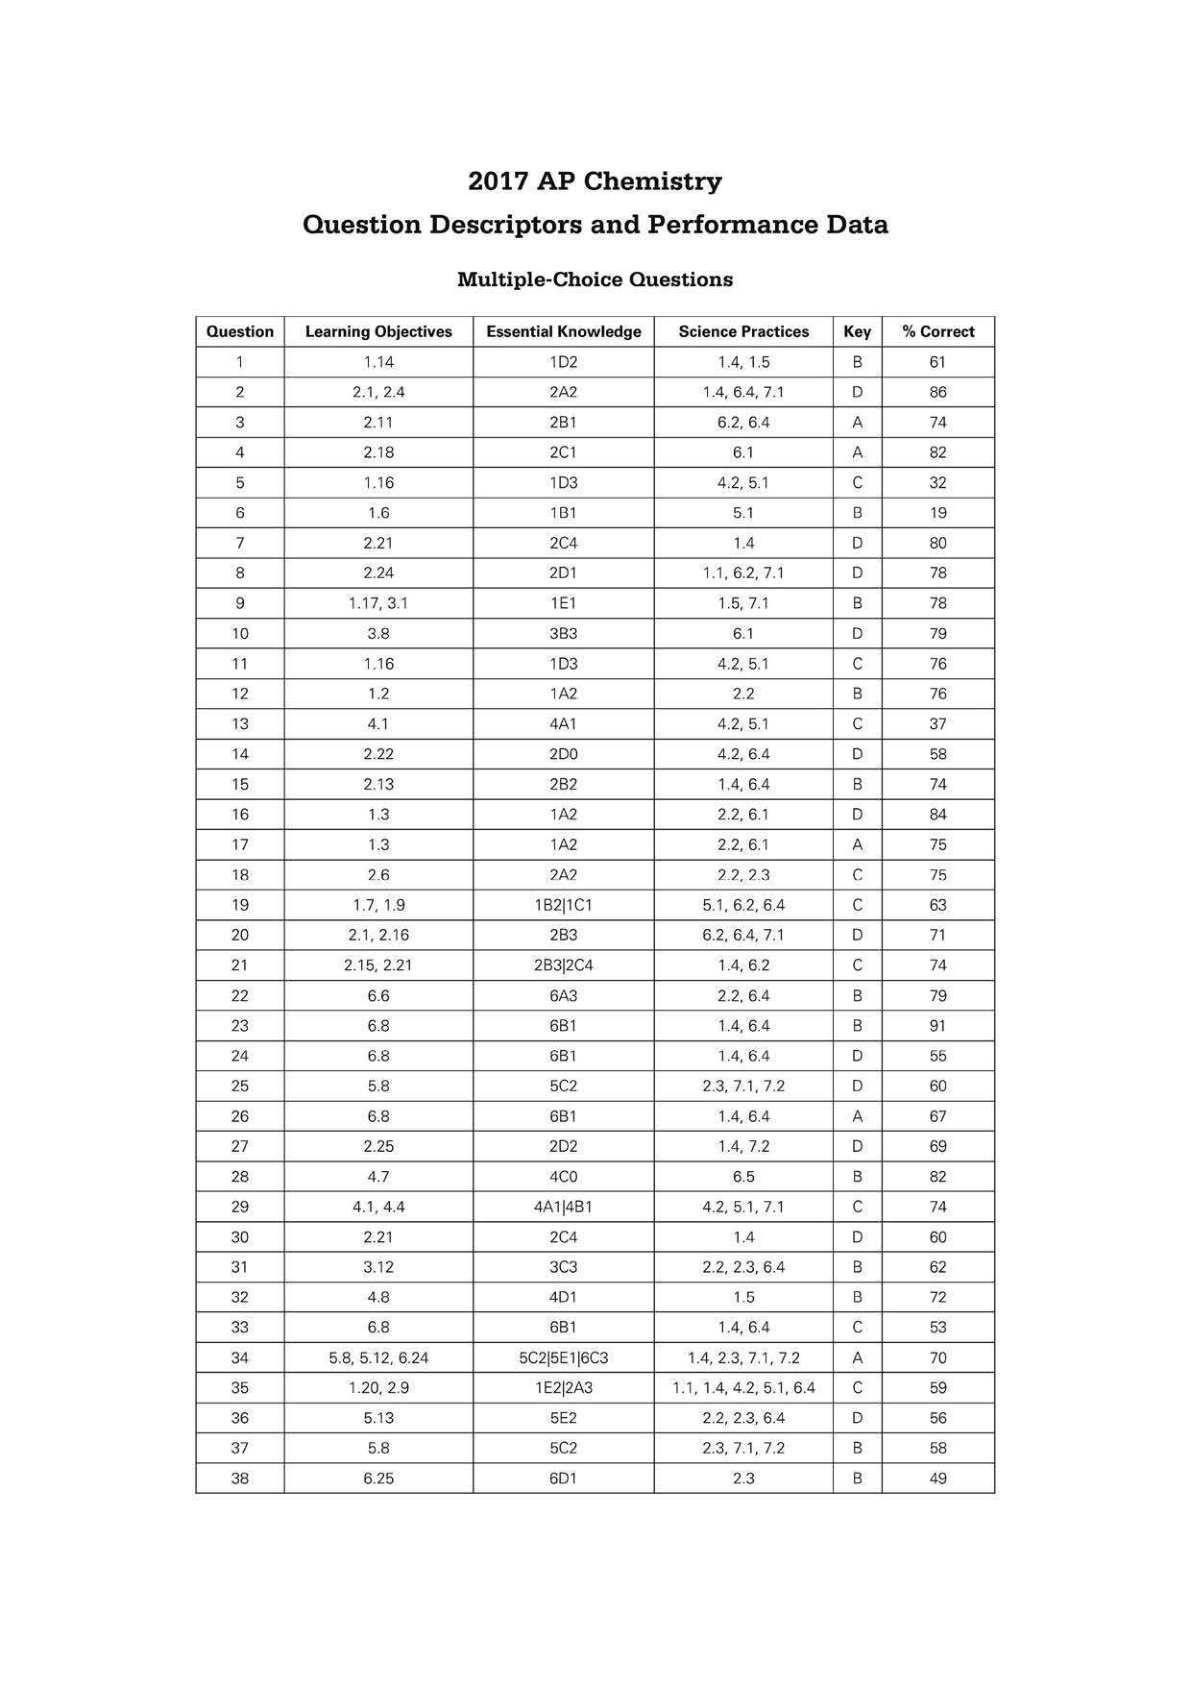 2017 AP Chemistry
Question Descriptors and Performance Data
Multiple-Choice Questions
Question Learning Objectives Essential Knowledge Science Practices Key % Correct
1 1.14 1D2 1.4, 1.5 B 61
2 2.1, 2.4 2A2 1.4, 6.4, 7.1 D 86
3 2.11 2B1 6.2, 6.4 A 74
4 2.18 2C1 6.1 A 82
5 1.16 1D3 4.2, 5.1 C 32
6 1.6 1B1 5.1 B 19
7 2.21 2C4 1.4 D 80
8 2.24 2D1 1.1, 6.2, 7.1 D 78
9 1.17, 3.1 1E1 1.5, 7.1 B 78
10 3.8 3B3 6.1 D 79
11 1.16 1D3 4.2, 5.1 C 76
12 1.2 1A2 2.2 B 76
13 4.1 4A1 4.2, 5.1 C 37
14 2.22 2D0 4.2, 6.4 D 58
15 2.13 2B2 1.4, 6.4 B 74
16 1.3 1A2 2.2, 6.1 D 84
17 1.3 1A2 2.2, 6.1 A 75
18 2.6 2A2 2.2, 2.3 C 75
19 1.7, 1.9 1B2|1C1 5.1, 6.2, 6.4 C 63
20 2.1, 2.16 2B3 6.2, 6.4, 7.1 D 71
21 2.15, 2.21 2B3|2C4 1.4, 6.2 C 74
22 6.6 6A3 2.2, 6.4 B 79
23 6.8 6B1 1.4, 6.4 B 91
24 6.8 6B1 1.4, 6.4 D 55
25 5.8 5C2 2.3, 7.1, 7.2 D 60
26 6.8 6B1 1.4, 6.4 A 67
27 2.25 2D2 1.4, 7.2 D 69
28 4.7 4C0 6.5 B 82
29 4.1, 4.4 4A1|4B1 4.2, 5.1, 7.1 C 74
30 2.21 2C4 1.4 D 60
31 3.12 3C3 2.2, 2.3, 6.4 B 62
32 4.8 4D1 1.5 B 72
33 6.8 6B1 1.4, 6.4 C 53
34 5.8, 5.12, 6.24 5C2|5E1|6C3 1.4, 2.3, 7.1, 7.2 A 70
35 1.20, 2.9 1E2|2A3 1.1, 1.4, 4.2, 5.1, 6.4 C 59
36 5.13 5E2 2.2, 2.3, 6.4 D 56
37 5.8 5C2 2.3, 7.1, 7.2 B 58
38 6.25 6D1 2.3 B 49